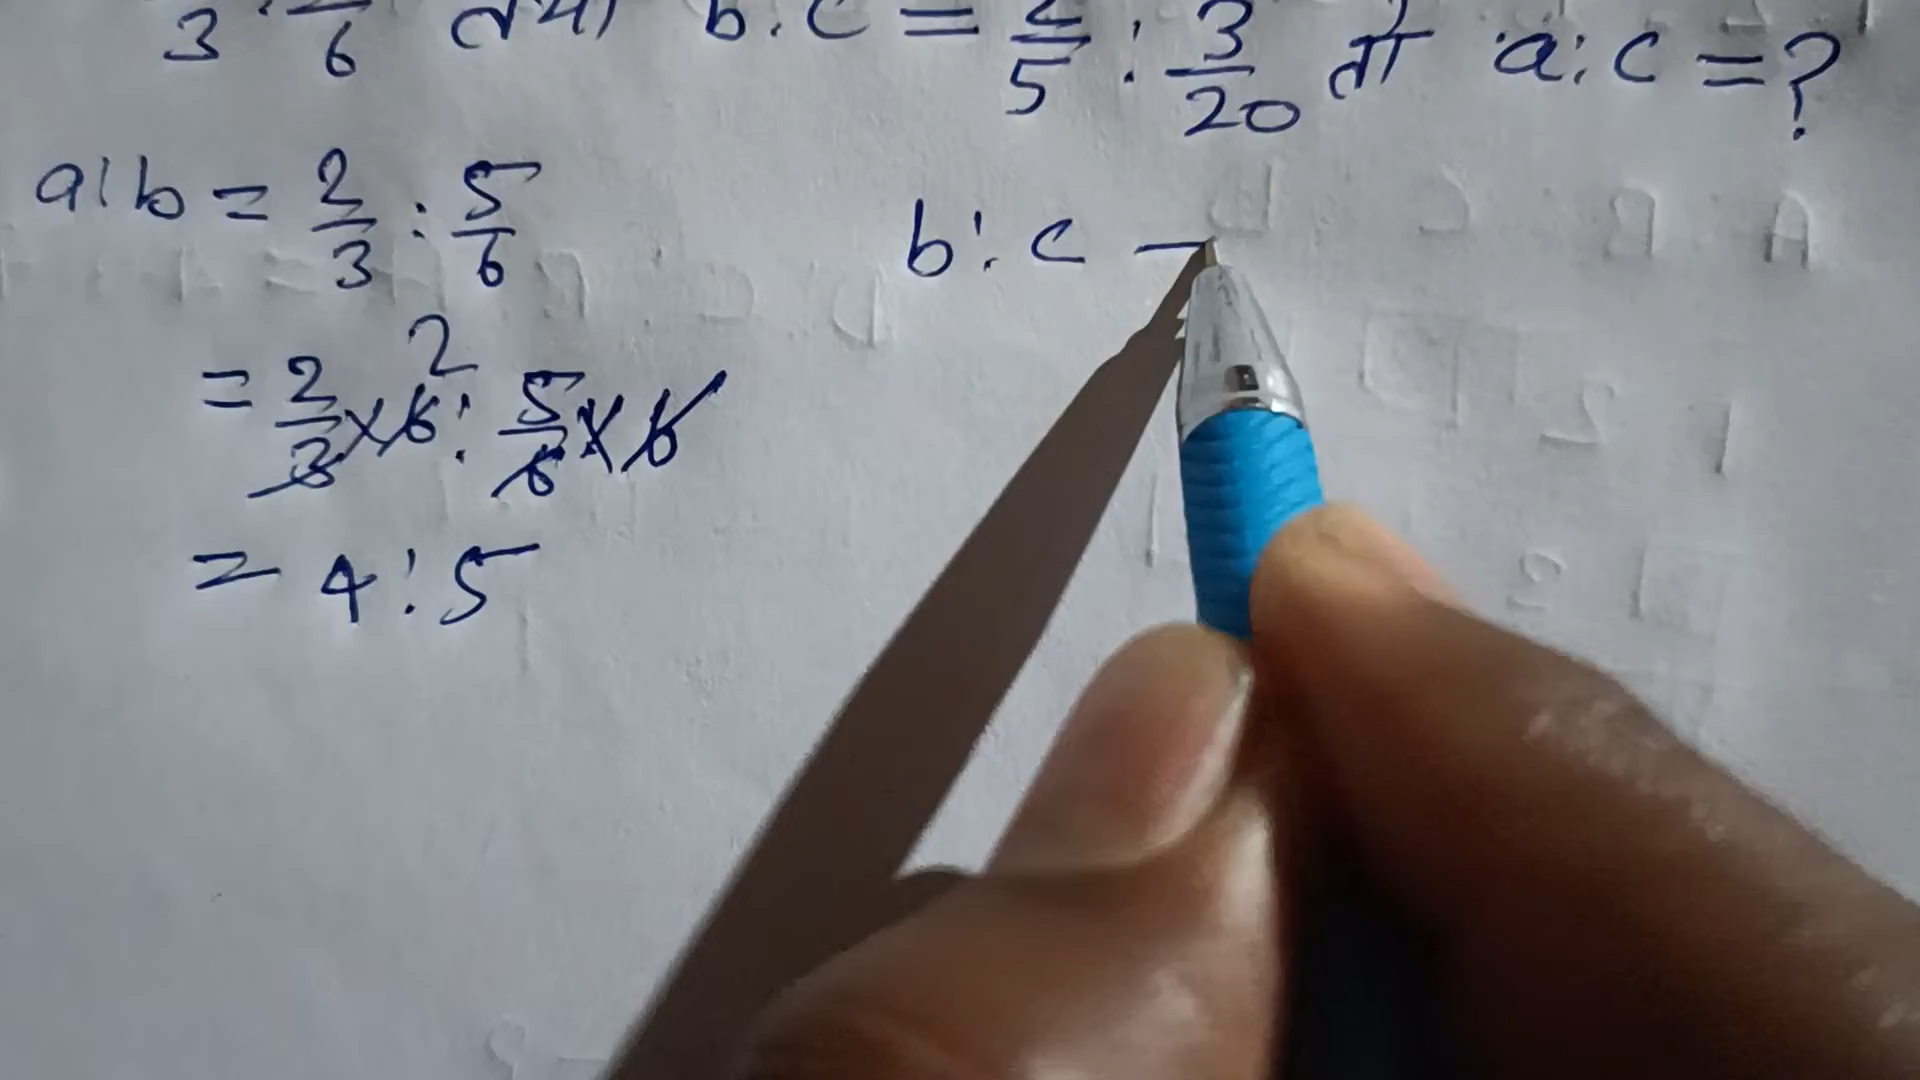 3 : 6 तथा b:c = 2/5 : 3/20 तो a:c = ?
a:b = 2/3 : 5/6
b:c
= 2/3 × 6 : 5/6 × 6
2
= 4:5